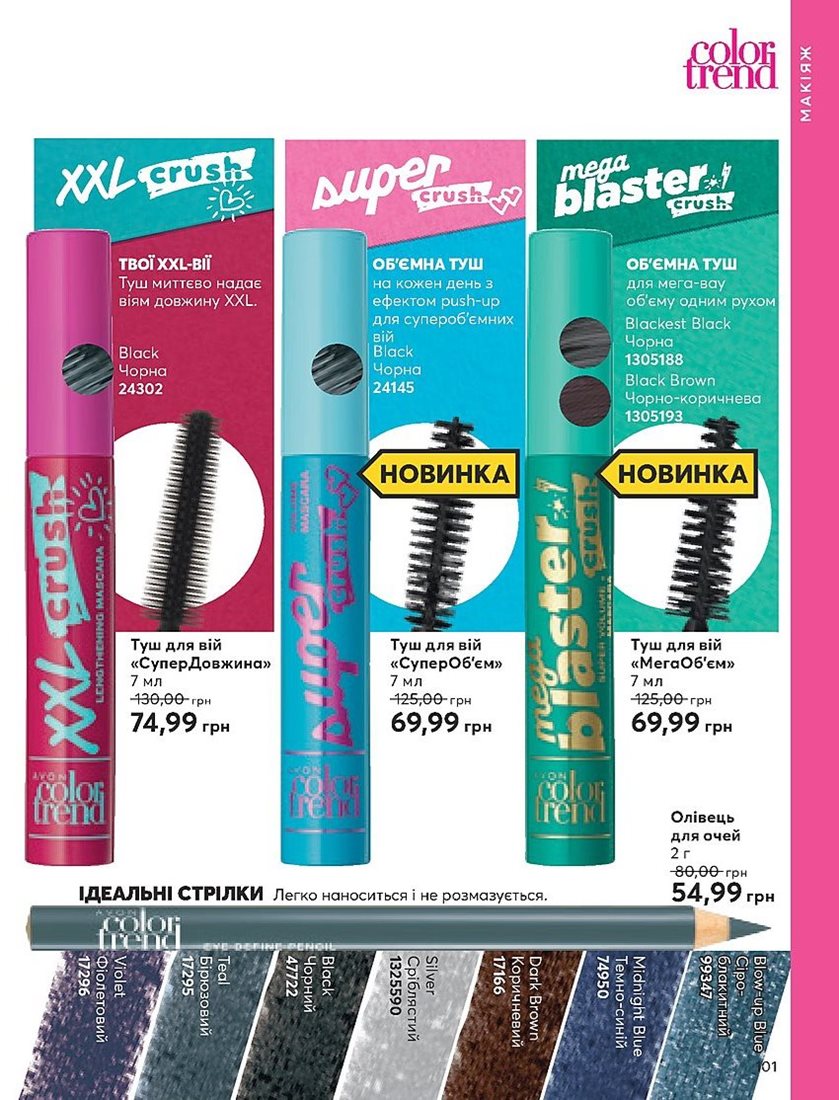 color
trend
МАКІЯЖ
XXL crush
ТВОЇ XXL-ВІЇ
Туш миттєво надає
віям довжину XXL.
Black
Чорна
24302
super
crush
ОБ'ЄМНА ТУШ
на кожен день з
ефектом push-up
для супероб'ємних
вій
Black
Чорна
24145
mega
blaster
crush
ОБ'ЄМНА ТУШ
для мега-вау
об'єму одним рухом
Blackest Black
Чорна
1305188
Black Brown
Чорно-коричнева
1305193
НОВИНКА
НОВИНКА
XXL crush
LENGTHENING MASCARA
AVON
color
trend
super
crush
VOLUME
MASCARA
AVON
color
trend
mega
blaster
crush
SUPER VOLUME
MASCARA
AVON
color
trend
Туш для вій
«СуперДовжина»
7 мл
130,00 грн
74,99 грн
Туш для вій
«СуперОб'єм»
7 мл
125,00 грн
69,99 грн
Туш для вій
«МегаОб'єм»
7 мл
125,00 грн
69,99 грн
Олівець
для очей
2 г
80,00 грн
54,99 грн
ІДЕАЛЬНІ СТРІЛКИ Легко наноситься і не розмазується.
AVON
color
trend
EYE DEFINE PENCIL
Violet
Фіолетовий
17296
Teal
Бірюзовий
17295
Black
Чорний
47722
Silver
Сріблястий
1325590
Dark Brown
Коричневий
17166
Midnight Blue
Темно-синій
74950
Blow-up Blue
Сіро-
блакитний
99347
101